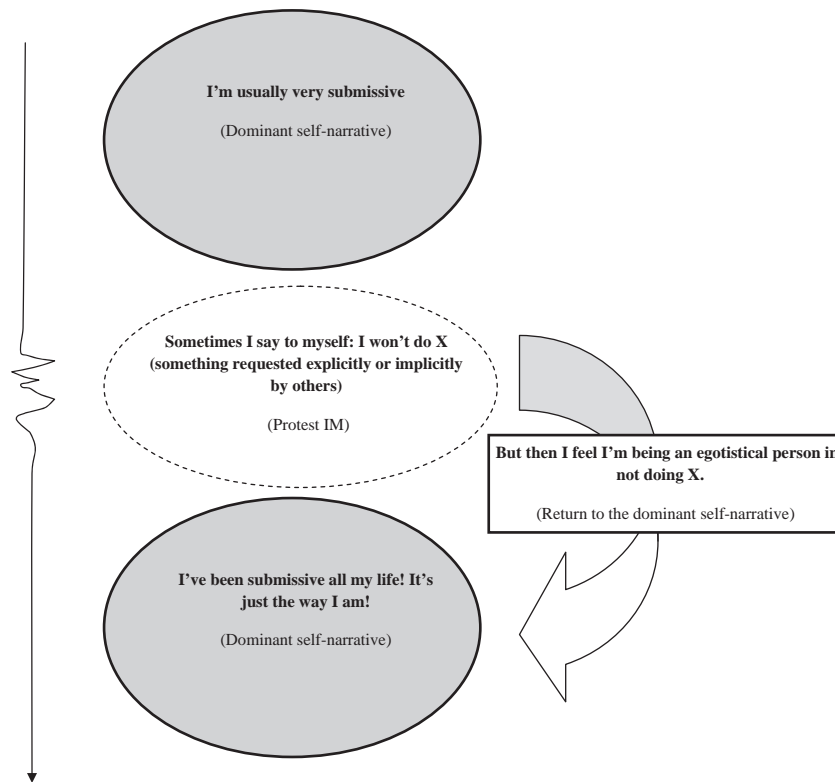 I'm usually very submissive
(Dominant self-narrative)
Sometimes I say to myself: I won't do X
(something requested explicitly or implicitly
by others)
(Protest IM)
But then I feel I'm being an egotistical person in
not doing X.
(Return to the dominant self-narrative)
I've been submissive all my life! It's
just the way I am!
(Dominant self-narrative)